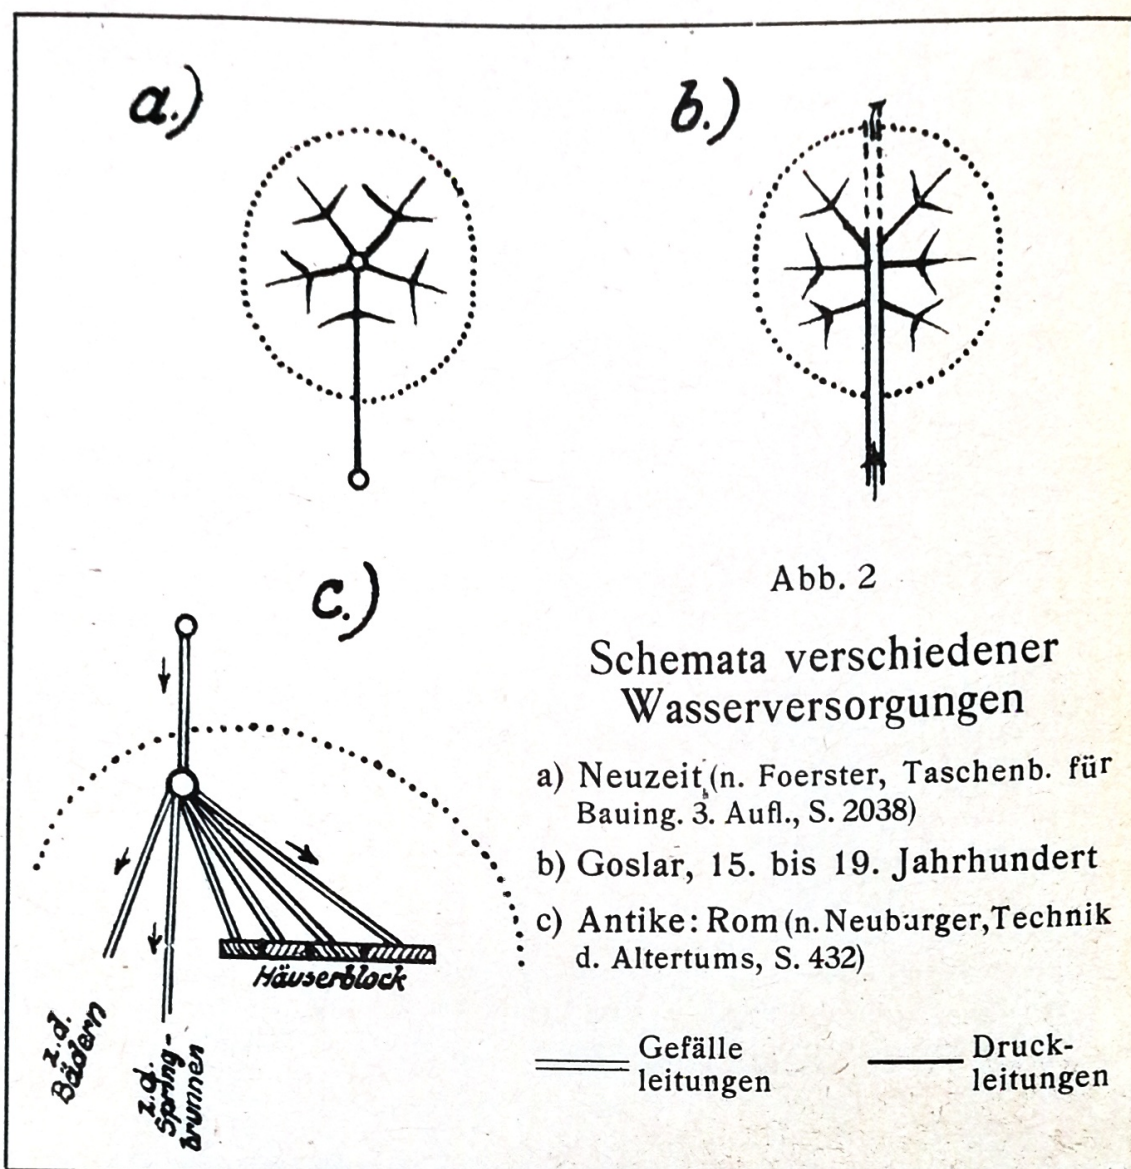 a.)
b.)
c.)
z.d.
Bädern
z.d.
Spring-
brunnen
Häuserblock
Abb. 2
Schemata verschiedener
Wasserversorgungen
a) Neuzeit (n. Foerster, Taschenb. für
Bauing. 3. Aufl., S. 2038)
b) Goslar, 15. bis 19. Jahrhundert
c) Antike: Rom (n. Neuburger, Technik
d. Altertums, S. 432)
Gefälle
leitungen
Druck-
leitungen